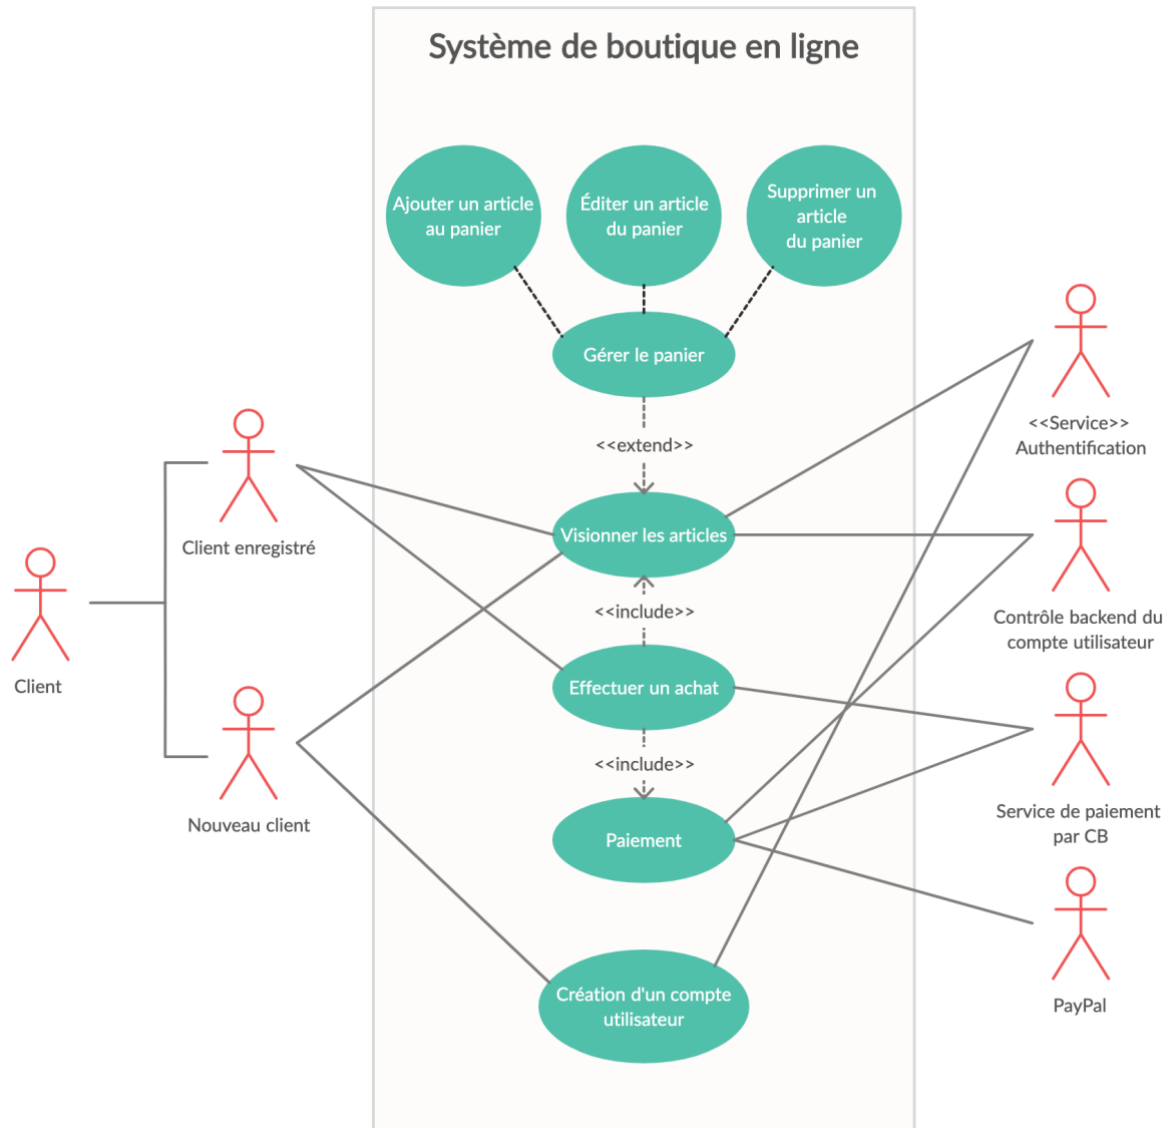 Système de boutique en ligne
Ajouter un article
au panier
Éditer un article
du panier
Supprimer un
article
du panier
Gérer le panier
<<extend>>
Visionner les articles
<<include>>
Effectuer un achat
<<include>>
Paiement
Création d'un compte
utilisateur
Client
Client enregistré
Nouveau client
<<Service>>
Authentification
Contrôle backend du
compte utilisateur
Service de paiement
par CB
PayPal